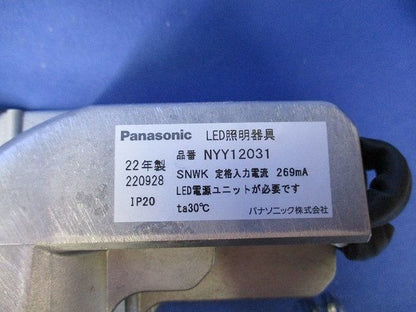 Panasonic LED照明器具
品番 NYY12031
22年製
220928
SNWK 定格入力電流 269mA
LED電源ユニットが必要です
IP20
ta30℃
パナソニック株式会社